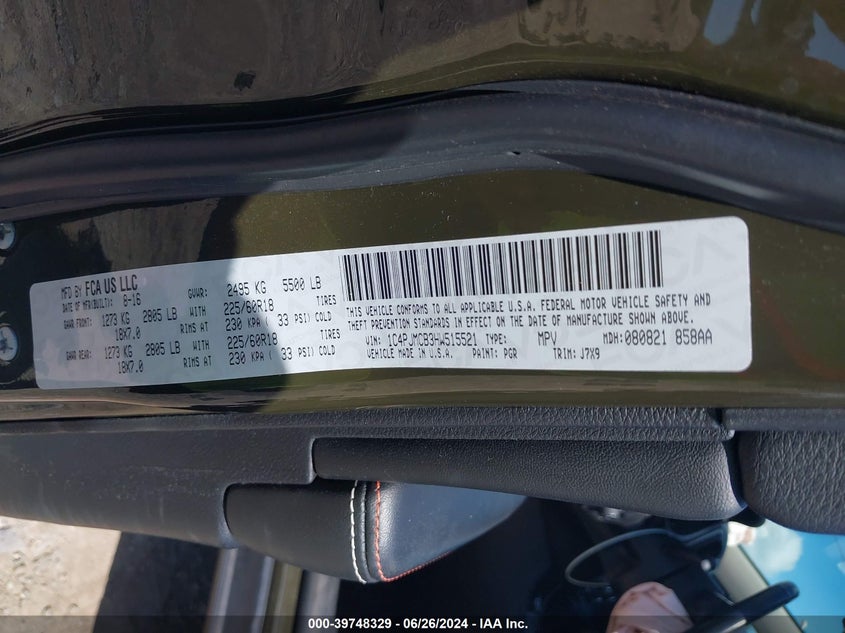 MFD BY FCA US LLC
DATE OF MFR(BUILT): 8-16 GVWR: 2495 KG 5500 LB
GAWR FRONT: 1273 KG 2805 LB WITH 225/60R18 TIRES
18X7.0 RIMS AT 230 KPA ( 33 PSI) COLD
GAWR REAR: 1273 KG 2805 LB WITH 225/60R18 TIRES
18X7.0 RIMS AT 230 KPA ( 33 PSI) COLD
THIS VEHICLE CONFORMS TO ALL APPLICABLE U.S.A. FEDERAL MOTOR VEHICLE SAFETY AND
THEFT PREVENTION STANDARDS IN EFFECT ON THE DATE OF MANUFACTURE SHOWN ABOVE.
VIN: 1C4PJMCB3HW515521 TYPE: MPV MDH:080821 858AA
VEHICLE MADE IN U.S.A. PAINT: PGR TRIM: J7X9
000-39748329 / 06/26/2024 - IAA Inc.